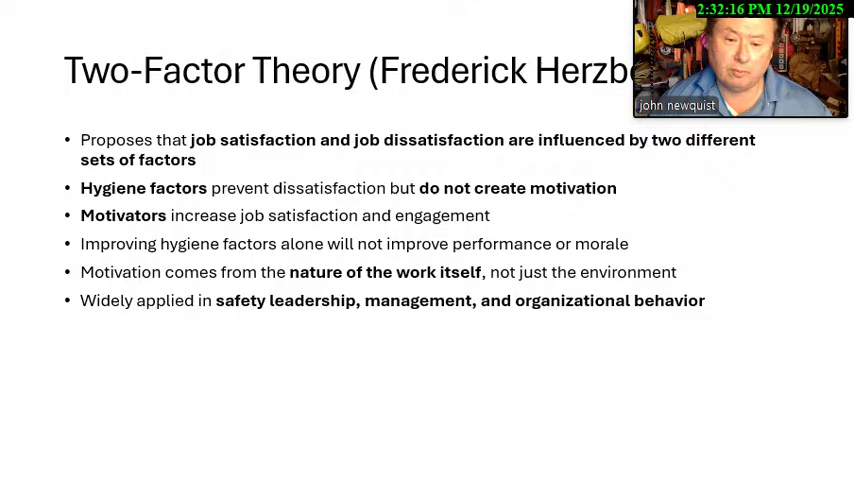 2:32:16 PM 12/19/2025
Two-Factor Theory (Frederick
john newquist
• Proposes that job satisfaction and job dissatisfaction are influenced by two different
sets of factors
• Hygiene factors prevent dissatisfaction but do not create motivation
• Motivators increase job satisfaction and engagement
• Improving hygiene factors alone will not improve performance or morale
• Motivation comes from the nature of the work itself, not just the environment
• Widely applied in safety leadership, management, and organizational behavior